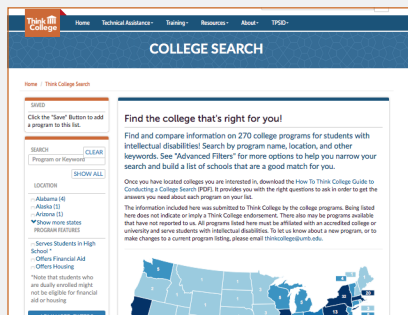 Think College
Home Technical Assistance Training Resources About TPSID
COLLEGE SEARCH
Home Think College Search
SAVED
Click the "Save" Button to add
a program to this list.
SEARCH CLEAR
Program or Keyword
SHOW ALL
LOCATION
Alabama (4)
Alaska (1)
Arizona (1)
Show more states
PROGRAM FEATURES
Serves Students in High
School *
Offers Financial Aid
Offers Housing
*Note that students who
are dually enrolled might
not be eligible for financial
aid or housing
Find the college that's right for you!
Find and compare information on 270 college programs for students with
intellectual disabilities! Search by program name, location, and other
keywords. See "Advanced Filters" for more options to help you narrow your
search and build a list of schools that are a good match for you.
Once you have located colleges you are interested in, download the How To Think College Guide to
Conducting a College Search (PDF). It provides you with the right questions to ask in order to get the
answers you need about each program on your list.
The information included here was submitted to Think College by the college programs. Being listed
here does not indicate or imply a Think College endorsement. There also may be programs available
that have not reported to us. All programs listed here must be affiliated with an accredited college or
university and serve students with intellectual disabilities. To let us know about a new program, or to
make changes to a current program listing, please email thinkcollege@umb.edu.